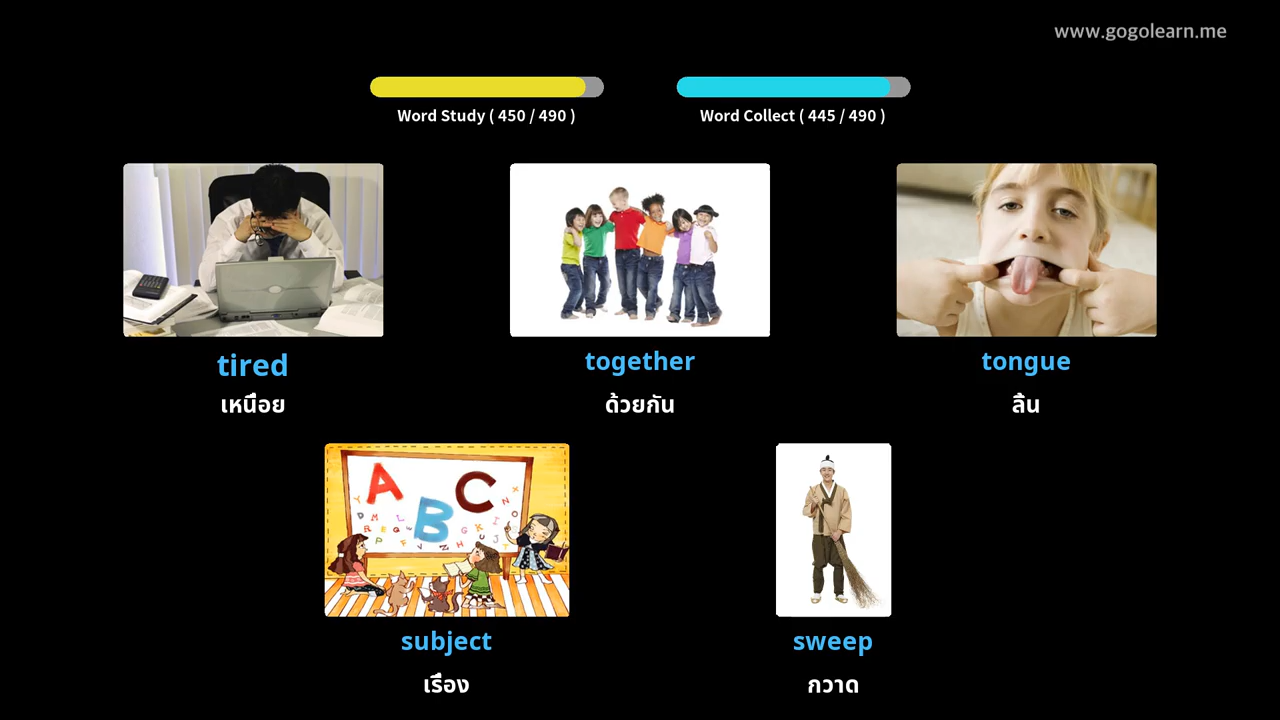 www.gogolearn.me
Word Study ( 450 / 490 )
Word Collect ( 445 / 490 )
tired
เหนื่อย
together
ด้วยกัน
tongue
ลิ้น
A B C
subject
เรื่อง
sweep
กวาด